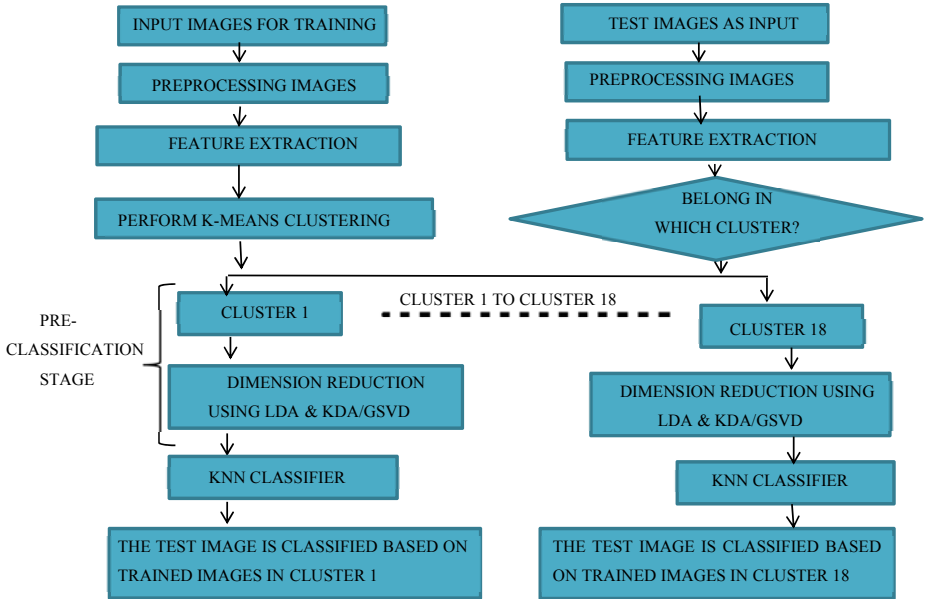 INPUT IMAGES FOR TRAINING
PREPROCESSING IMAGES
FEATURE EXTRACTION
PERFORM K-MEANS CLUSTERING
TEST IMAGES AS INPUT
PREPROCESSING IMAGES
FEATURE EXTRACTION
BELONG IN
WHICH CLUSTER?
PRE-
CLASSIFICATION
STAGE
CLUSTER 1
CLUSTER 1 TO CLUSTER 18
CLUSTER 18
DIMENSION REDUCTION
USING LDA & KDA/GSVD
KNN CLASSIFIER
THE TEST IMAGE IS CLASSIFIED BASED ON
TRAINED IMAGES IN CLUSTER 1
DIMENSION REDUCTION USING
LDA & KDA/GSVD
KNN CLASSIFIER
THE TEST IMAGE IS CLASSIFIED BASED
ON TRAINED IMAGES IN CLUSTER 18